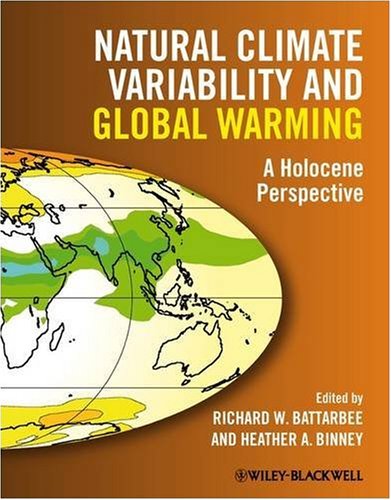 NATURAL CLIMATE
VARIABILITY AND
GLOBAL WARMING
A Holocene
Perspective
Edited by
RICHARD W. BATTARBEE
AND HEATHER A. BINNEY
WILEY-BLACKWELL